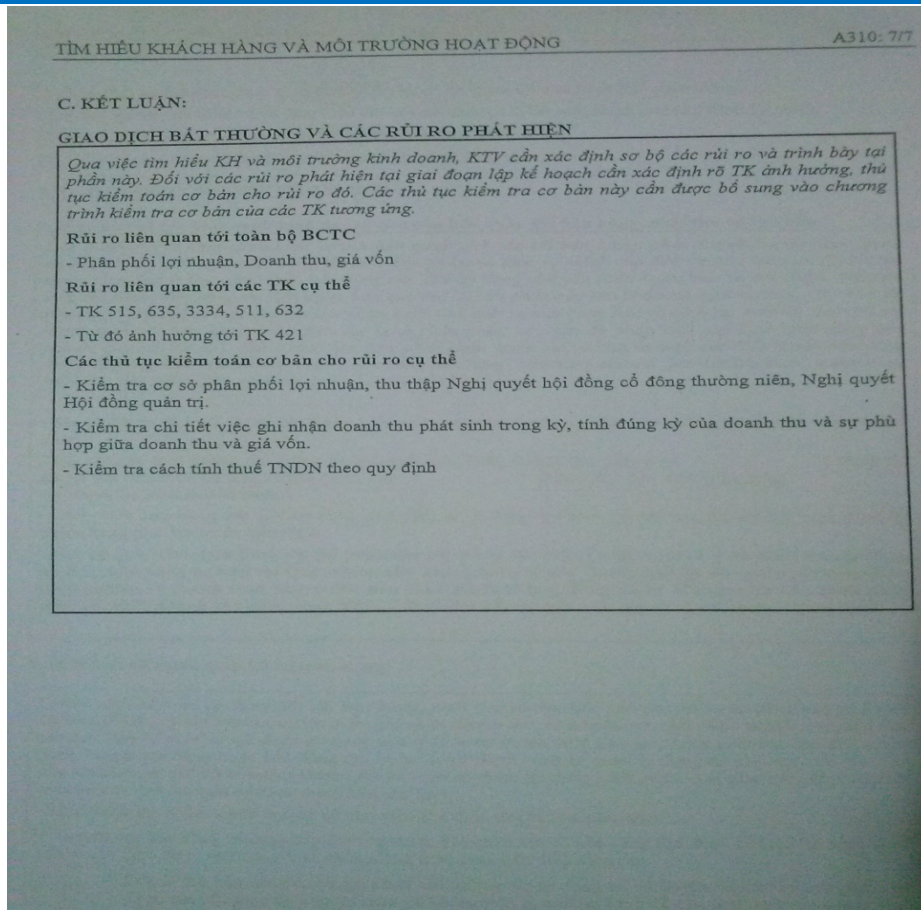 TÌM HIỂU KHÁCH HÀNG VÀ MÔI TRƯỜNG HOẠT ĐỘNG
A310: 7/7
C. KẾT LUẬN:
GIAO DỊCH BẤT THƯỜNG VÀ CÁC RỦI RO PHÁT HIỆN
Qua việc tìm hiểu KH và môi trường kinh doanh, KTV cần xác định sơ bộ các rủi ro và trình bày tại
phần này. Đối với các rủi ro phát hiện tại giai đoạn lập kế hoạch cần xác định rõ TK ảnh hưởng, thủ
tục kiểm toán cơ bản cho rủi ro đó. Các thủ tục kiểm tra cơ bản này cần được bổ sung vào chương
trình kiểm tra cơ bản của các TK tương ứng.
Rủi ro liên quan tới toàn bộ BCTC
- Phân phối lợi nhuận, Doanh thu, giá vốn
Rủi ro liên quan tới các TK cụ thể
- TK 515, 635, 3334, 511, 632
- Từ đó ảnh hưởng tới TK 421
Các thủ tục kiểm toán cơ bản cho rủi ro cụ thể
- Kiểm tra cơ sở phân phối lợi nhuận, thu thập Nghị quyết hội đồng cổ đông thường niên, Nghị quyết
Hội đồng quản trị.
- Kiểm tra chi tiết việc ghi nhận doanh thu phát sinh trong kỳ, tính đúng kỳ của doanh thu và sự phù
hợp giữa doanh thu và giá vốn.
- Kiểm tra cách tính thuế TNDN theo quy định